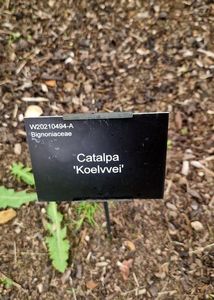 W20210494-A
Bignoniaceae
Catalpa
'Koelvvei'